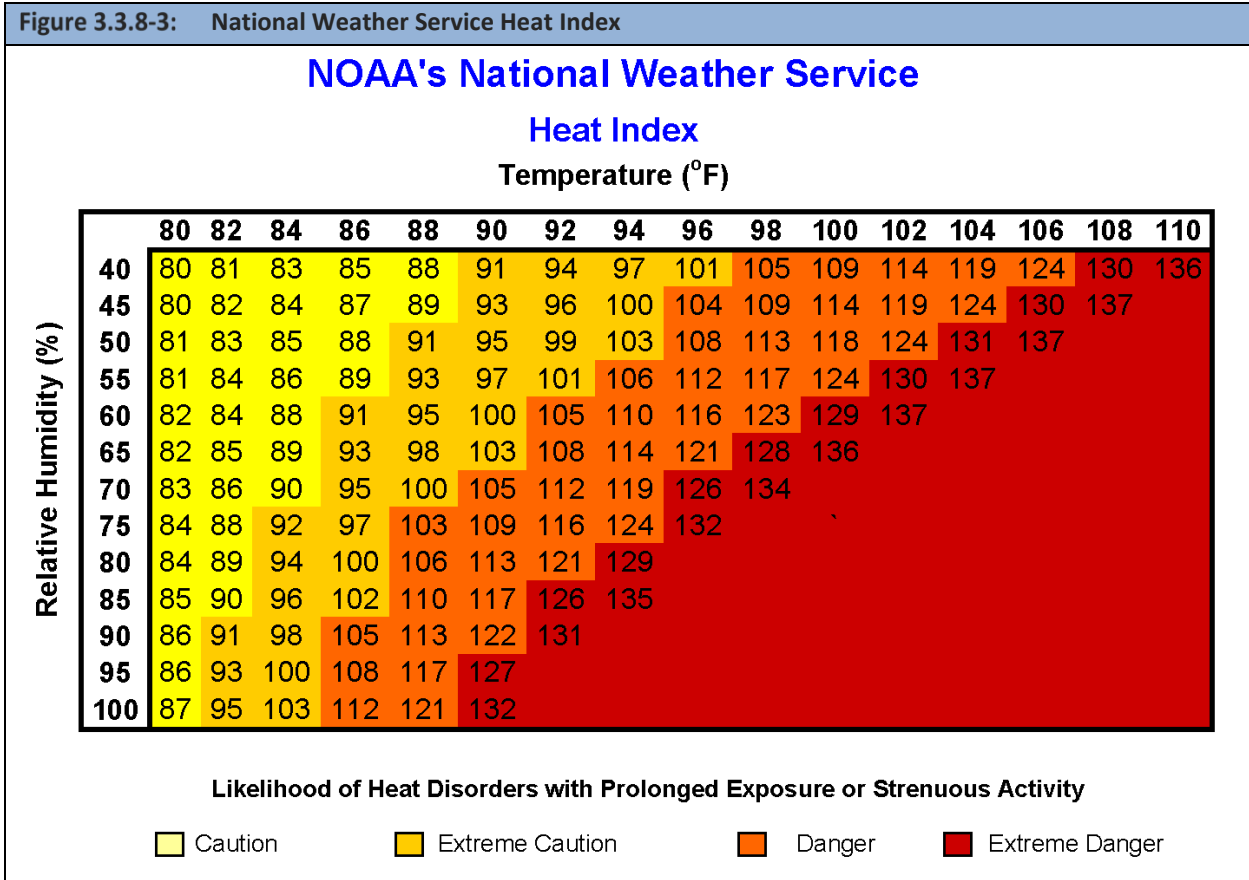 Figure 3.3.8-3: National Weather Service Heat Index
NOAA's National Weather Service
Heat Index
Temperature (°F)
80 82 84 86 88 90 92 94 96 98 100 102 104 106 108 110
Relative Humidity (%)
40 80 81 83 85 88 91 94 97 101 105 109 114 119 124 130 136
45 80 82 84 87 89 93 96 100 104 109 114 119 124 130 137
50 81 83 85 88 91 95 99 103 108 113 118 124 131 137
55 81 84 86 89 93 97 101 106 112 117 124 130 137
60 82 84 88 91 95 100 105 110 116 123 129 137
65 82 85 89 93 98 103 108 114 121 128 136
70 83 86 90 95 100 105 112 119 126 134
75 84 88 92 97 103 109 116 124 132 `
80 84 89 94 100 106 113 121 129
85 85 90 96 102 110 117 126 135
90 86 91 98 105 113 122 131
95 86 93 100 108 117 127
100 87 95 103 112 121 132
Likelihood of Heat Disorders with Prolonged Exposure or Strenuous Activity
Caution Extreme Caution Danger Extreme Danger